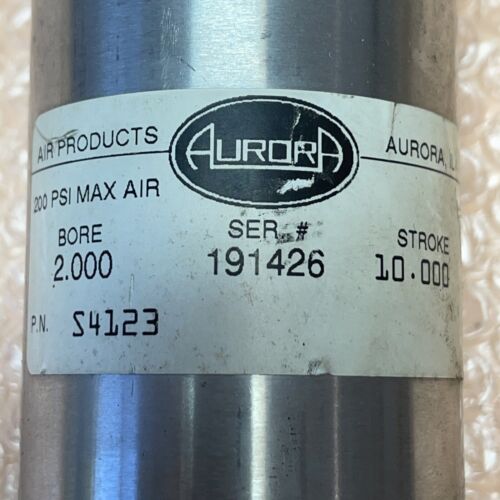 AIR PRODUCTS
AURORA
AURORA, IL
200 PSI MAX AIR
BORE SER # STROKE
2.000 191426 10.000
P.N. S4123